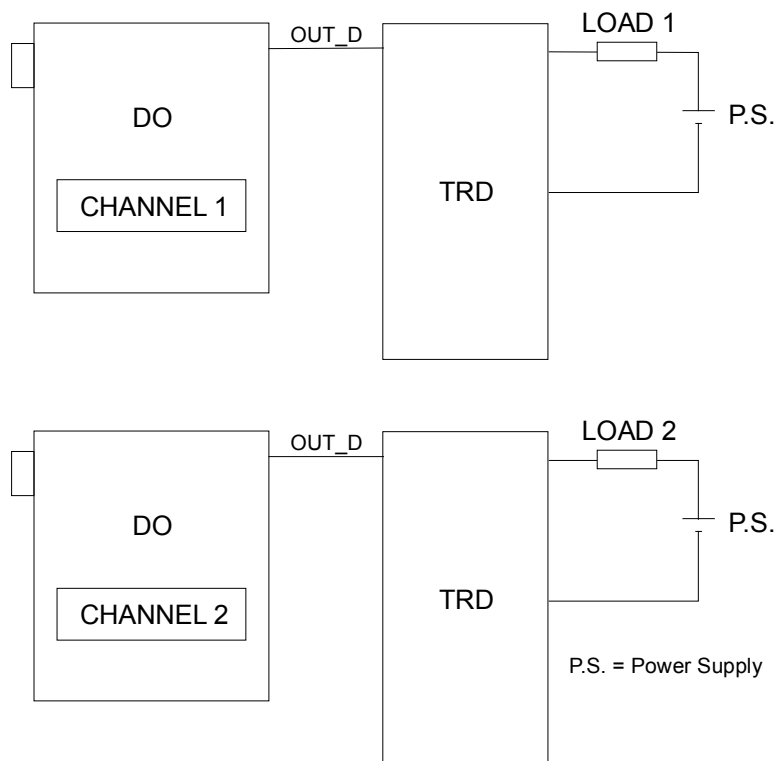 OUT_D
LOAD 1
P.S.
DO
TRD
CHANNEL 1
OUT_D
LOAD 2
P.S.
DO
TRD
CHANNEL 2
P.S. = Power Supply